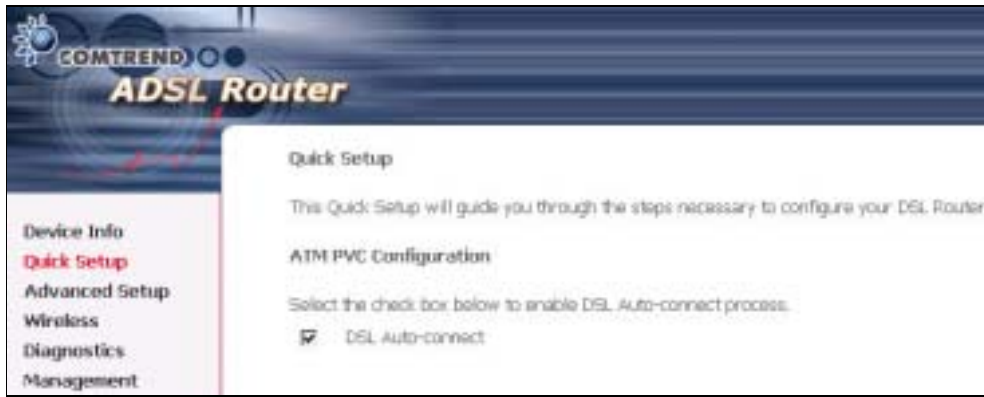 COMTREND
ADSL Router
Quick Setup
This Quick Setup will guide you through the steps necessary to configure your DSL Router
ATM PVC Configuration
Select the check box below to enable DSL Auto-connect process.
DSL Auto-connect
Device Info
Quick Setup
Advanced Setup
Wireless
Diagnostics
Management